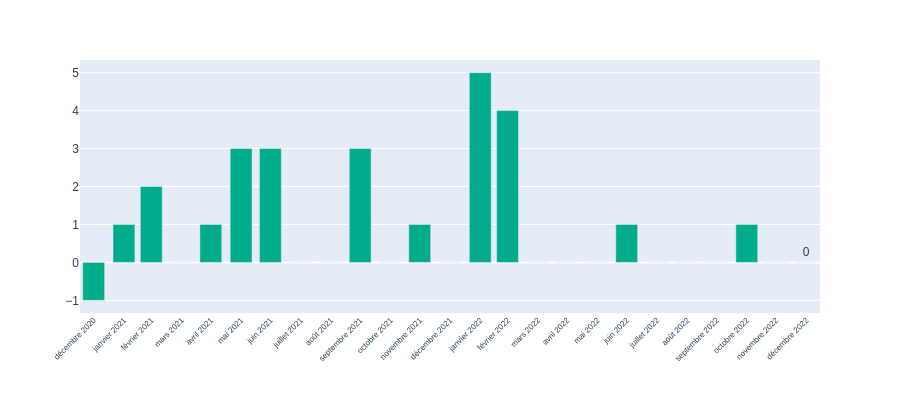 5
4
3
2
1
0
−1
0
décembre 2020
janvier 2021
février 2021
mars 2021
avril 2021
mai 2021
juin 2021
juillet 2021
août 2021
septembre 2021
octobre 2021
novembre 2021
décembre 2021
janvier 2022
février 2022
mars 2022
avril 2022
mai 2022
juin 2022
juillet 2022
août 2022
septembre 2022
octobre 2022
novembre 2022
décembre 2022